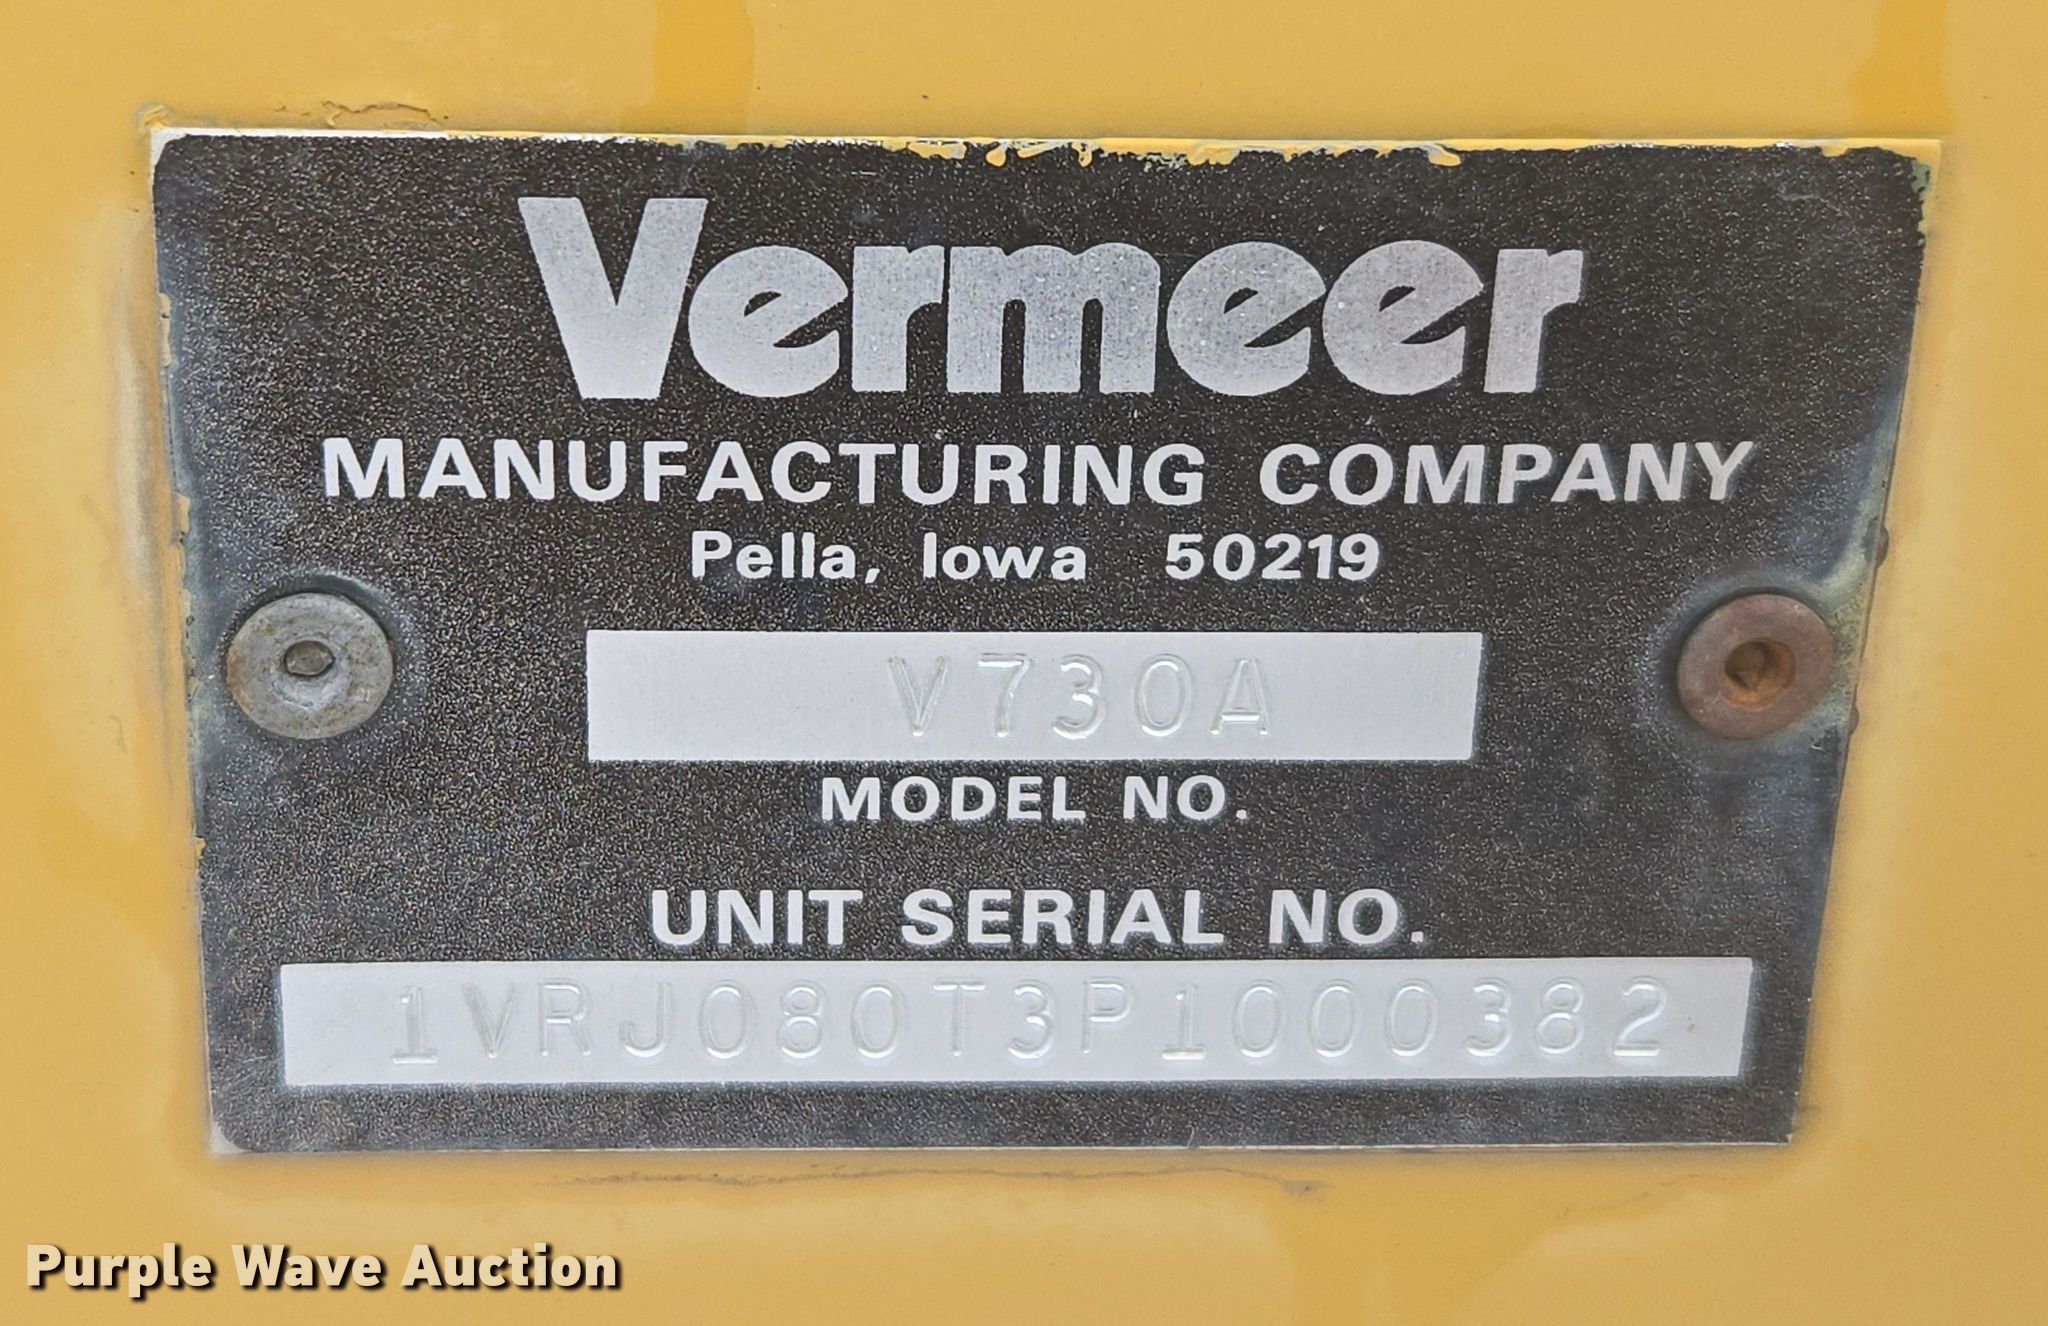 Vermeer
MANUFACTURING COMPANY
Pella, Iowa 50219
V730A
MODEL NO.
UNIT SERIAL NO.
1VRJ080T3P1000382
Purple Wave Auction